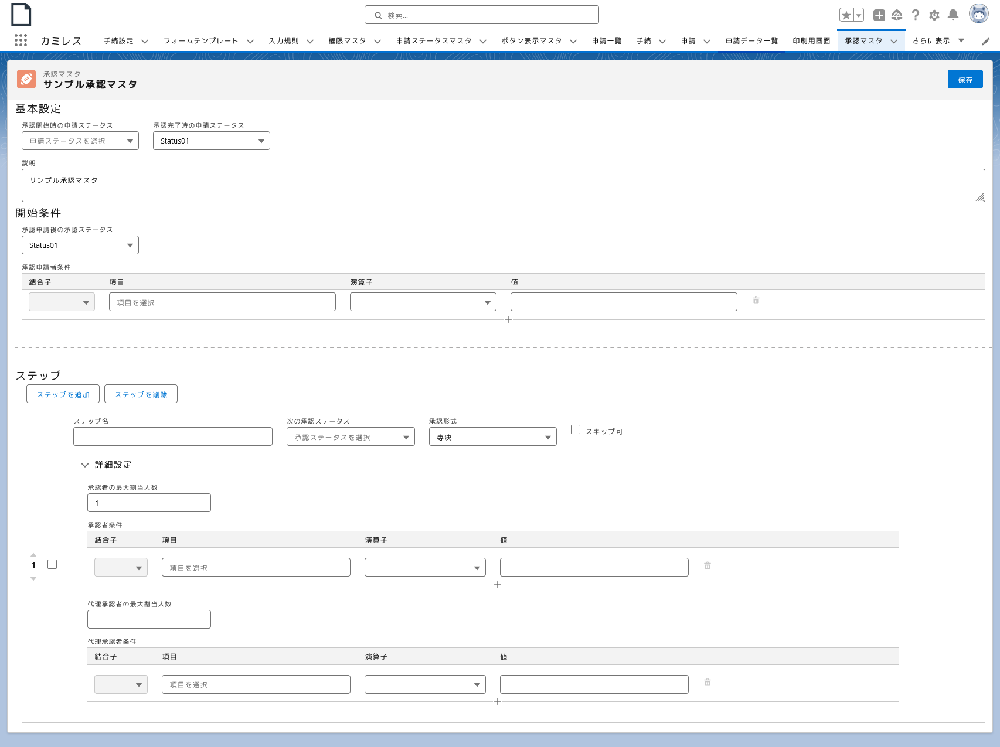 検索...
カミレス
手続設定
フォームテンプレート
入力規則
権限マスタ
申請ステータスマスタ
ボタン表示マスタ
申請一覧
手続
申請
申請データ一覧
印刷用画面
承認マスタ
さらに表示
承認マスタ
サンプル承認マスタ
保存
基本設定
承認開始時の申請ステータス
承認完了時の申請ステータス
申請ステータスを選択
Status01
説明
サンプル承認マスタ
開始条件
承認申請後の承認ステータス
Status01
承認申請者条件
結合子 項目 演算子 値
項目を選択
ステップ
ステップを追加
ステップを削除
ステップ名
次の承認ステータス
承認形式
承認ステータスを選択
専決
スキップ可
詳細設定
承認者の最大割当人数
1
承認者条件
結合子 項目 演算子 値
1
項目を選択
代理承認者の最大割当人数
代理承認者条件
結合子 項目 演算子 値
項目を選択